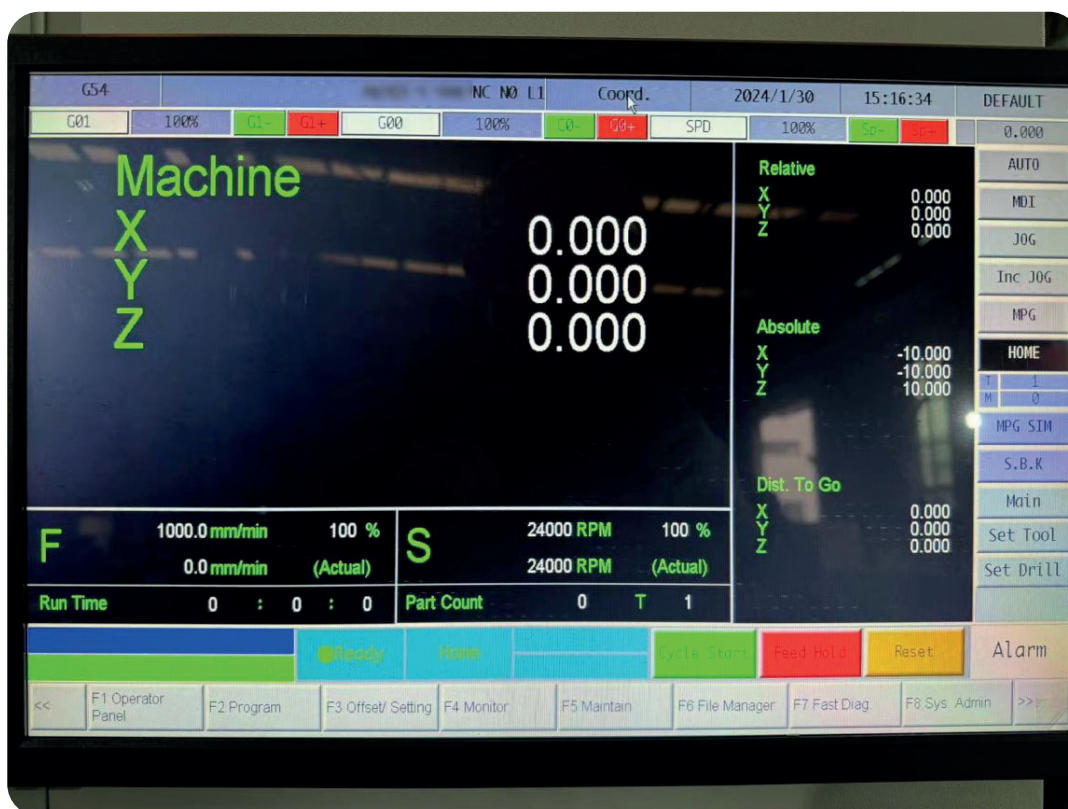 G54 NC N0 L1 Coord. 2024/1/30 15:16:34 DEFAULT
G01 100% G1- G1+ G00 100% G0- G0+ SPD 100% Sp- Sp+ 0.000
Machine
X 0.000
Y 0.000
Z 0.000
Relative
X 0.000
Y 0.000
Z 0.000
Absolute
X -10.000
Y -10.000
Z 10.000
Dist. To Go
X 0.000
Y 0.000
Z 0.000
AUTO
MDI
JOG
Inc JOG
MPG
HOME
T 1
M 0
MPG SIM
S.B.K
Main
Set Tool
Set Drill
F 1000.0 mm/min 100 %
0.0 mm/min (Actual)
S 24000 RPM 100 %
24000 RPM (Actual)
Run Time 0 : 0 : 0 Part Count 0 T 1
Ready Home Cycle Start Feed Hold Reset Alarm
<< F1 Operator Panel F2 Program F3 Offset/ Setting F4 Monitor F5 Maintain F6 File Manager F7 Fast Diag. F8 Sys. Admin >>